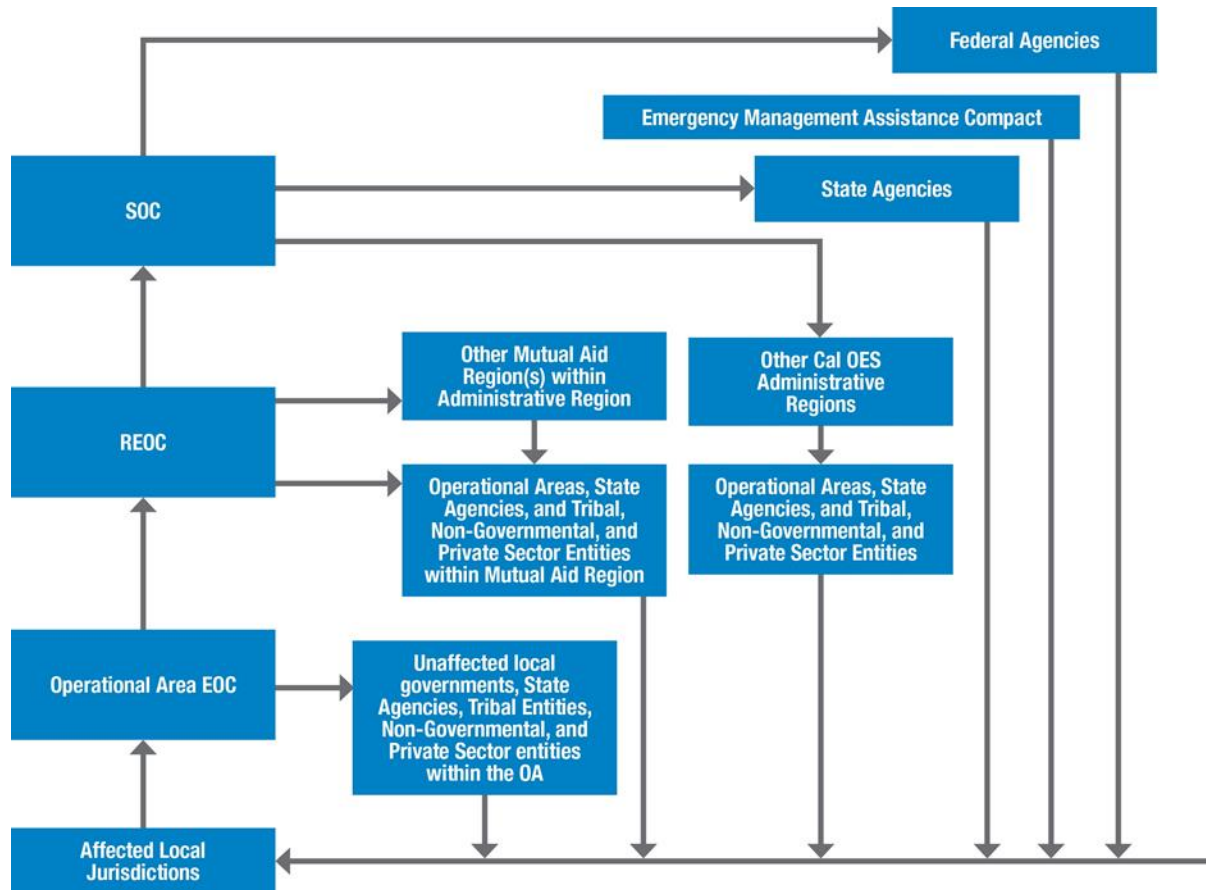 Federal Agencies
Emergency Management Assistance Compact
SOC
State Agencies
Other Mutual Aid
Region(s) within
Administrative Region
Other Cal OES
Administrative
Regions
REOC
Operational Areas, State
Agencies, and Tribal,
Non-Governmental, and
Private Sector Entities
within Mutual Aid Region
Operational Areas, State
Agencies, and Tribal,
Non-Governmental, and
Private Sector Entities
Operational Area EOC
Unaffected local
governments, State
Agencies, Tribal Entities,
Non-Governmental, and
Private Sector entities
within the OA
Affected Local
Jurisdictions